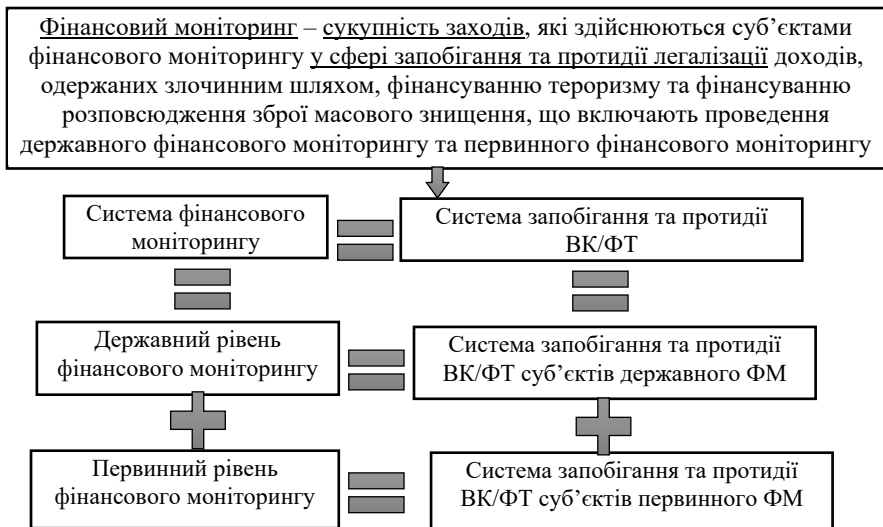 Фінансовий моніторинг – сукупність заходів, які здійснюються суб’єктами
фінансового моніторингу у сфері запобігання та протидії легалізації доходів,
одержаних злочинним шляхом, фінансуванню тероризму та фінансуванню
розповсюдження зброї масового знищення, що включають проведення
державного фінансового моніторингу та первинного фінансового моніторингу
Система фінансового
моніторингу
Система запобігання та протидії
ВК/ФТ
Державний рівень
фінансового моніторингу
Система запобігання та протидії
ВК/ФТ суб’єктів державного ФМ
Первинний рівень
фінансового моніторингу
Система запобігання та протидії
ВК/ФТ суб’єктів первинного ФМ